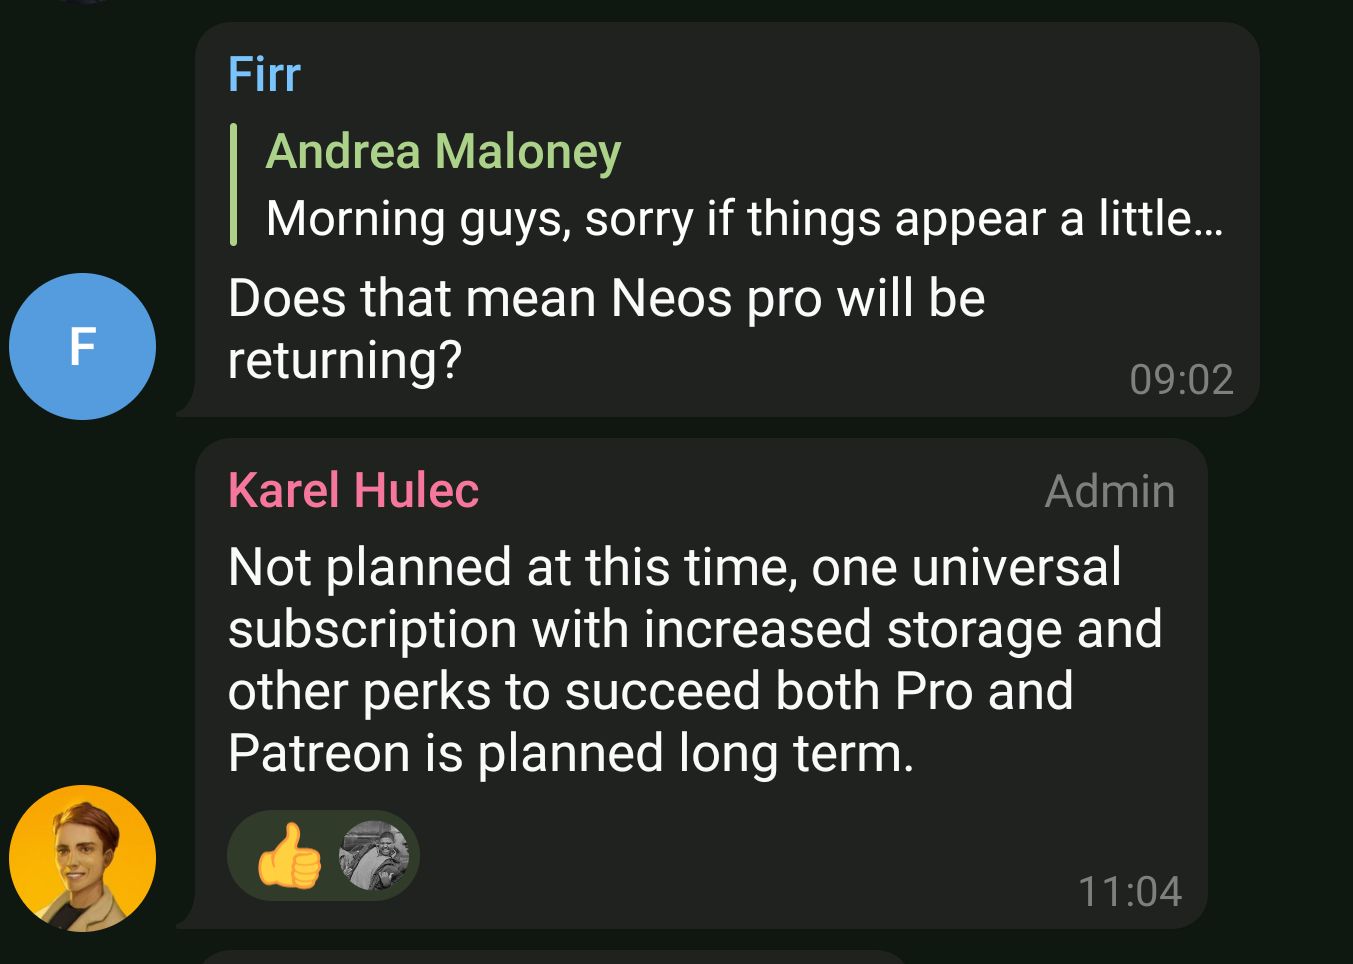 Firr
Andrea Maloney
Morning guys, sorry if things appear a little...
Does that mean Neos pro will be
returning?
09:02
F
Karel Hulec
Admin
Not planned at this time, one universal
subscription with increased storage and
other perks to succeed both Pro and
Patreon is planned long term.
11:04